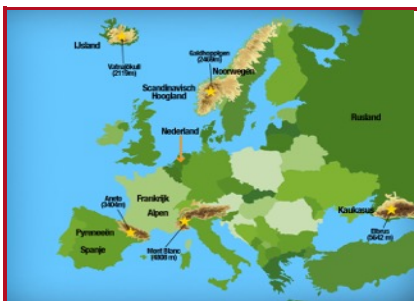 IJsland
Vatnajökull
(2119m)
Galdhoppigen
(2469m)
Noorwegen
Scandinavisch
Hoogland
Rusland
Nederland
Aneto
(3404m)
Frankrijk
Alpen
Pyreneeën
Spanje
Mont Blanc
(4808 m)
Kaukasus
Elbrus
(5642 m)